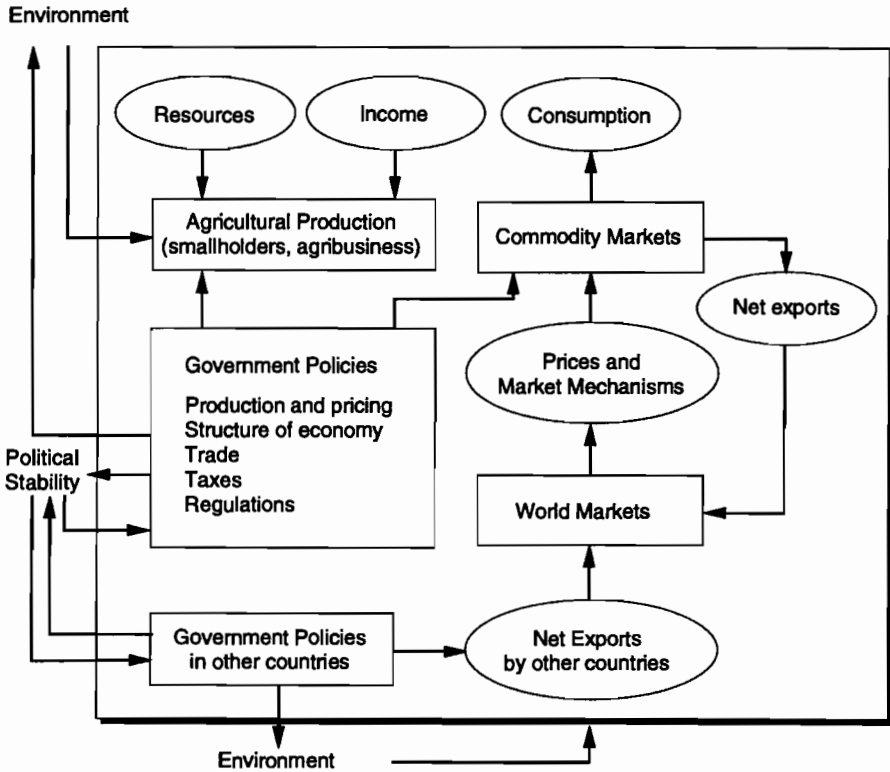 Environment
Resources
Income
Consumption
Agricultural Production
(smallholders, agribusiness)
Commodity Markets
Net exports
Government Policies
Production and pricing
Structure of economy
Trade
Taxes
Regulations
Prices and
Market Mechanisms
Political
Stability
World Markets
Government Policies
in other countries
Net Exports
by other countries
Environment